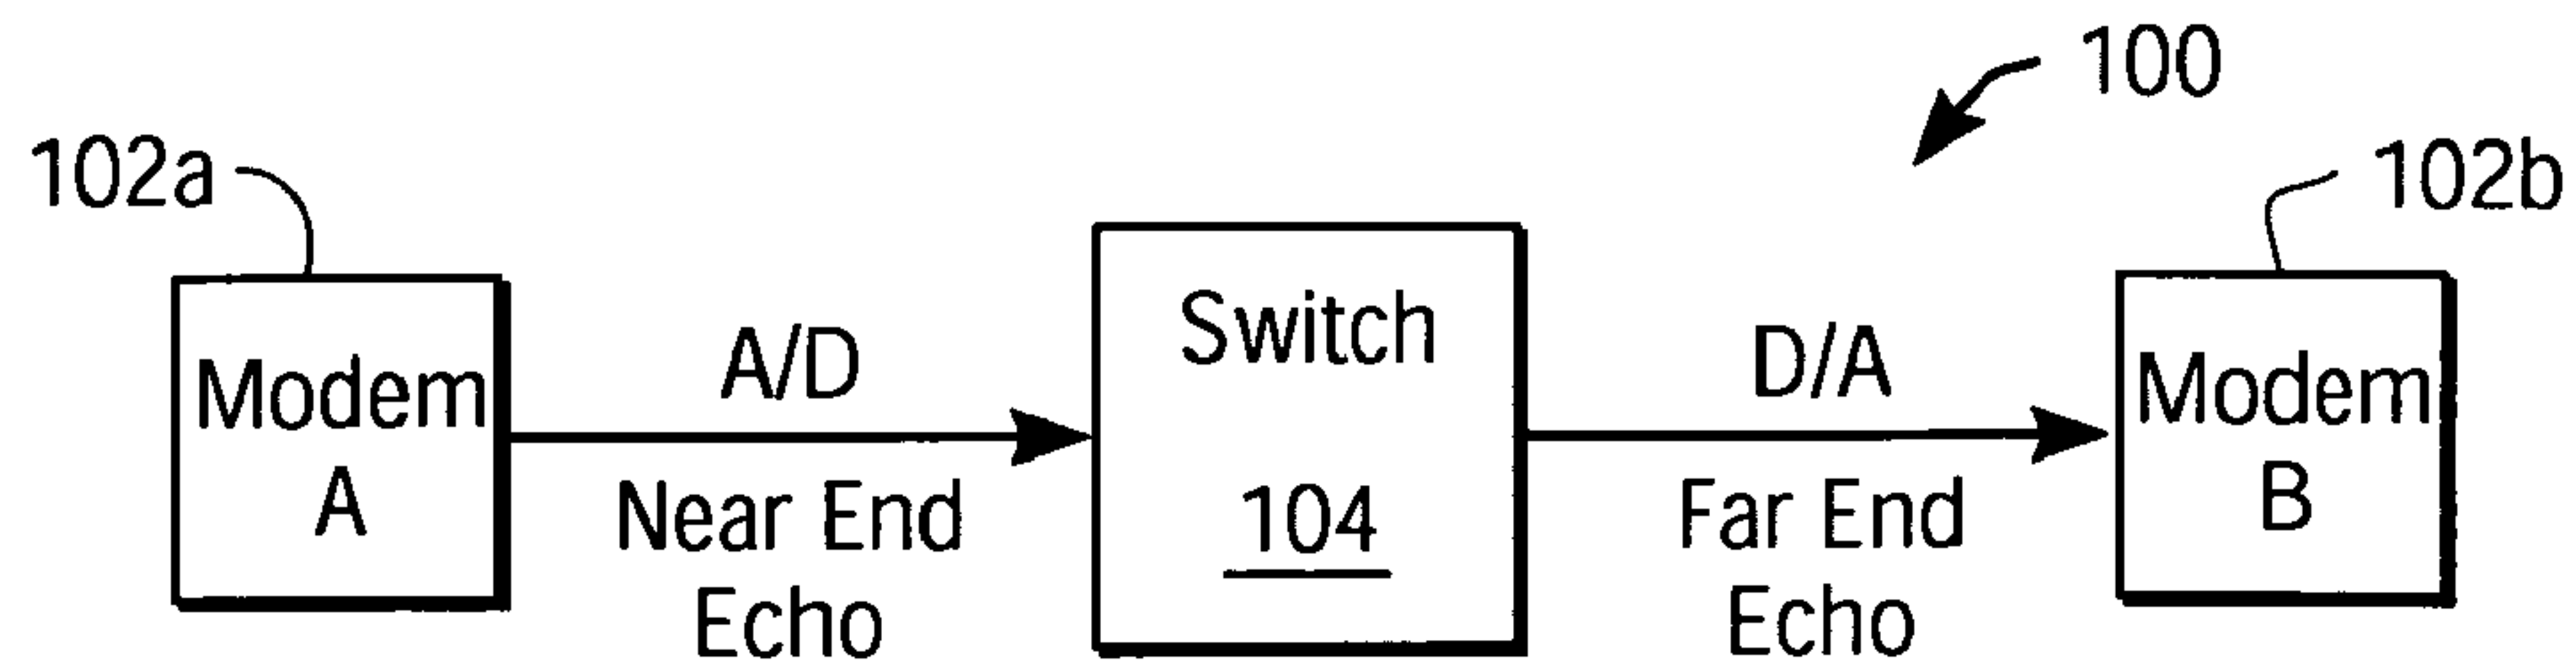 100
102a
102b
Modem
A
A/D
Near End
Echo
Switch
104
D/A
Far End
Echo
Modem
B